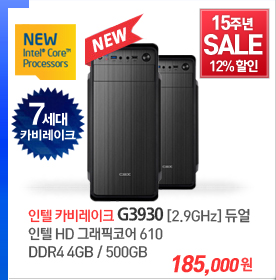 NEW
Intel® Core™
Processors
NEW
15주년
SALE
12% 할인
7세대
카비레이크
인텔 카비레이크 G3930 [2.9GHz] 듀얼
인텔 HD 그래픽코어 610
DDR4 4GB / 500GB
185,000원